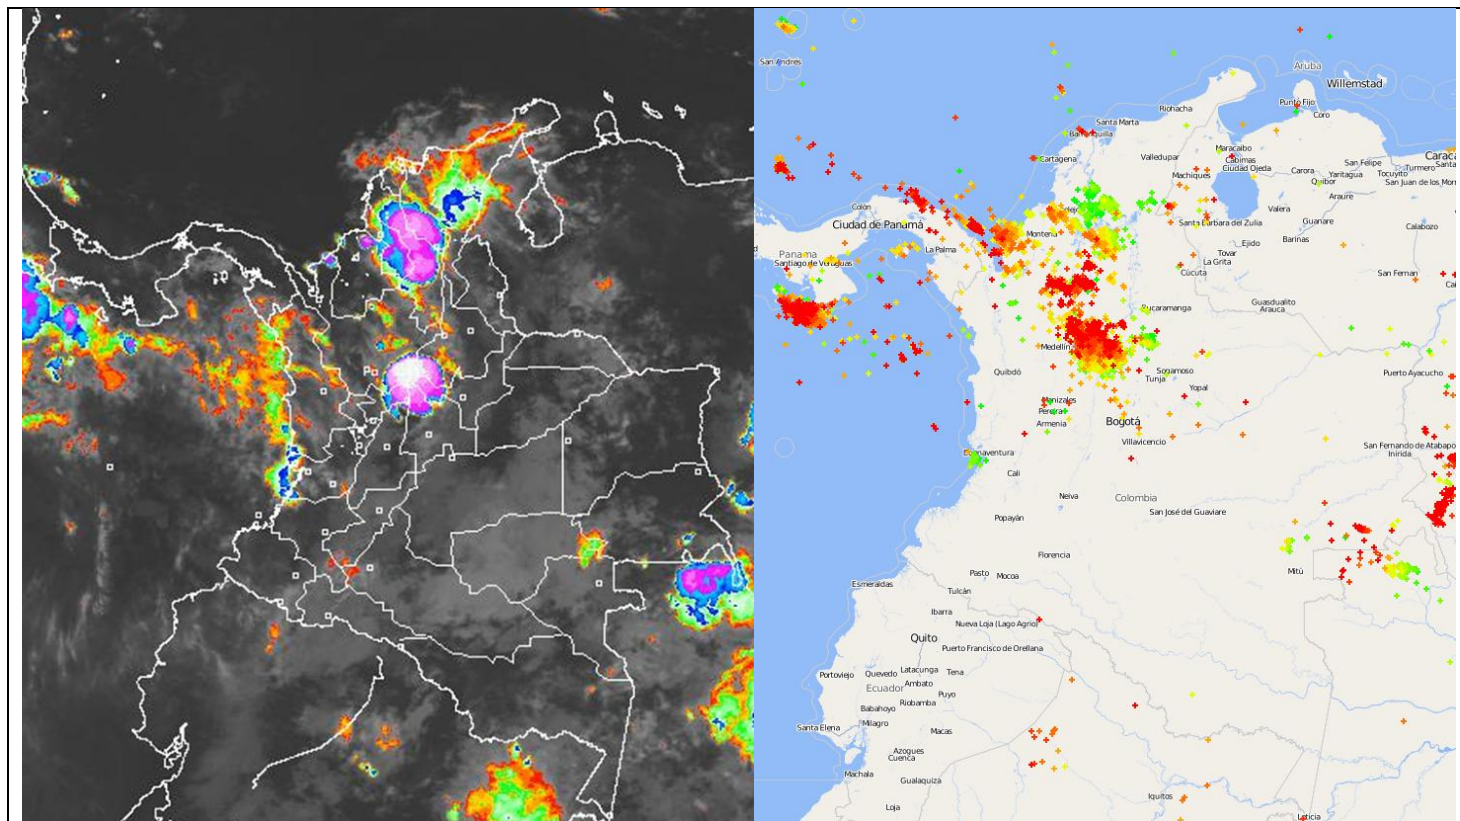 San Andrés
Aruba
Willemstad
Punto Fijo
Riohacha
Coro
Santa Marta
Barranquilla
Maracaibo
Caraca
Cartagena
Valledupar
Cabimas
San Felipe
Turmero
Santa
Ciudad Ojeda
Machiques
Carora
Yaritagua
Tocuyito
Quibor
San Juan de los Mor
Araure
Colón
Valera
Ciudad de Panamá
Santa Bárbara del Zulia
Guanare
Calabozo
Montería
Barinas
La Palma
Ejido
Panamá
Tovar
Santiago de Veraguas
La Grita
Cúcuta
San Fernan
Guasdualito
Bucaramanga
Arauca
Medellín
Quibdó
Sogamoso
Puerto Ayacucho
Tunja
Yopal
Manizales
Pereira
Armenia
Bogotá
Villavicencio
San Fernando de Atabapo
Buenaventura
Inírida
Cali
Neiva
Colombia
Popayán
San José del Guaviare
Florencia
Mitú
Pasto
Mocoa
Esmeraldas
Tulcán
Ibarra
Nueva Loja (Lago Agrio)
Quito
Puerto Francisco de Orellana
Portoviejo
Quevedo
Latacunga
Tena
Ecuador
Ambato
Puyo
Riobamba
Babahoyo
Milagro
Santa Elena
Macas
Azogues
Cuenca
Machala
Gualaquiza
Iquitos
Loja
Leticia